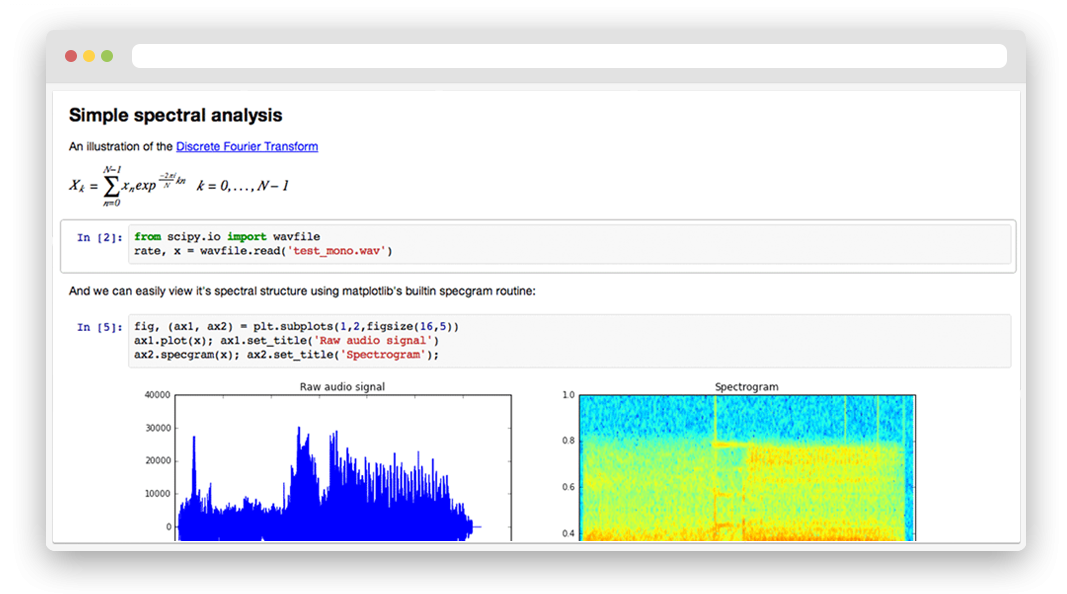 Simple spectral analysis
An illustration of the Discrete Fourier Transform
X_k = \sum_{n=0}^{N-1} x_n exp^{\frac{-2πi}{N} kn} k = 0, . . . , N − 1
In [2]: from scipy.io import wavfile
rate, x = wavfile.read('test_mono.wav')
And we can easily view it's spectral structure using matplotlib's builtin specgram routine:
In [5]: fig, (ax1, ax2) = plt.subplots(1,2,figsize(16,5))
ax1.plot(x); ax1.set_title('Raw audio signal')
ax2.specgram(x); ax2.set_title('Spectrogram');
Raw audio signal
40000
30000
20000
10000
0
Spectrogram
1.0
0.8
0.6
0.4